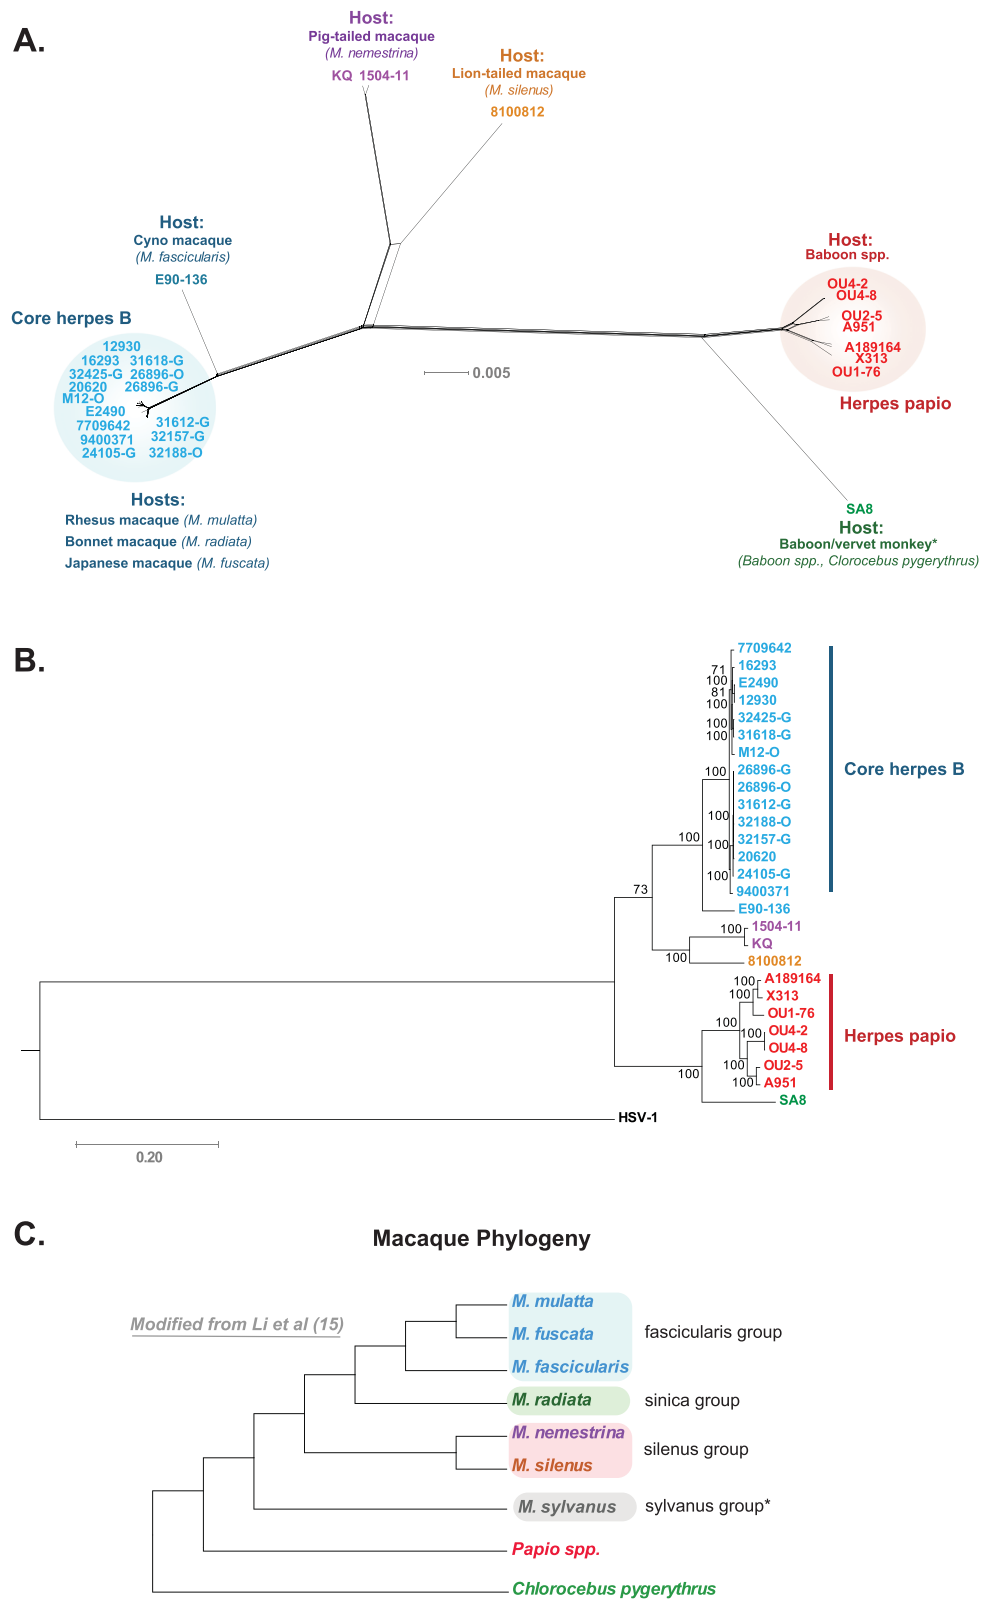 A.
Host:
Pig-tailed macaque
(M. nemestrina)
KQ 1504-11
Host:
Lion-tailed macaque
(M. silenus)
8100812
Host:
Cyno macaque
(M. fascicularis)
E90-136
Core herpes B
12930
16293 31618-G
32425-G 26896-O
20620 26896-G
M12-O
E2490
7709642 31612-G
9400371 32157-G
24105-G 32188-O
Hosts:
Rhesus macaque (M. mulatta)
Bonnet macaque (M. radiata)
Japanese macaque (M. fuscata)
0.005
Host:
Baboon spp.
OU4-2
OU4-8
OU2-5
A951
A189164
X313
OU1-76
Herpes papio
SA8
Host:
Baboon/vervet monkey*
(Baboon spp., Clorocebus pygerythrus)
B.
7709642
71
16293
100
E2490
81
12930
100
32425-G
100
31618-G
100
M12-O
100
26896-G
26896-O
31612-G
100
32188-O
32157-G
100
20620
100
24105-G
9400371
Core herpes B
100
E90-136
73
100
1504-11
KQ
100
8100812
100
A189164
100
X313
OU1-76
100
100
OU4-2
OU4-8
100
OU2-5
100
A951
Herpes papio
100
SA8
HSV-1
0.20
C.
Macaque Phylogeny
Modified from Li et al (15)
M. mulatta
M. fuscata
fascicularis group
M. fascicularis
M. radiata
sinica group
M. nemestrina
silenus group
M. silenus
M. sylvanus
sylvanus group*
Papio spp.
Chlorocebus pygerythrus